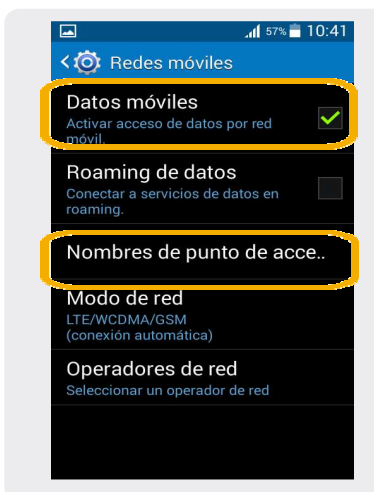 57% 10:41
Redes móviles
Datos móviles
Activar acceso de datos por red
móvil.
Roaming de datos
Conectar a servicios de datos en
roaming.
Nombres de punto de acce..
Modo de red
LTE/WCDMA/GSM
(conexión automática)
Operadores de red
Seleccionar un operador de red